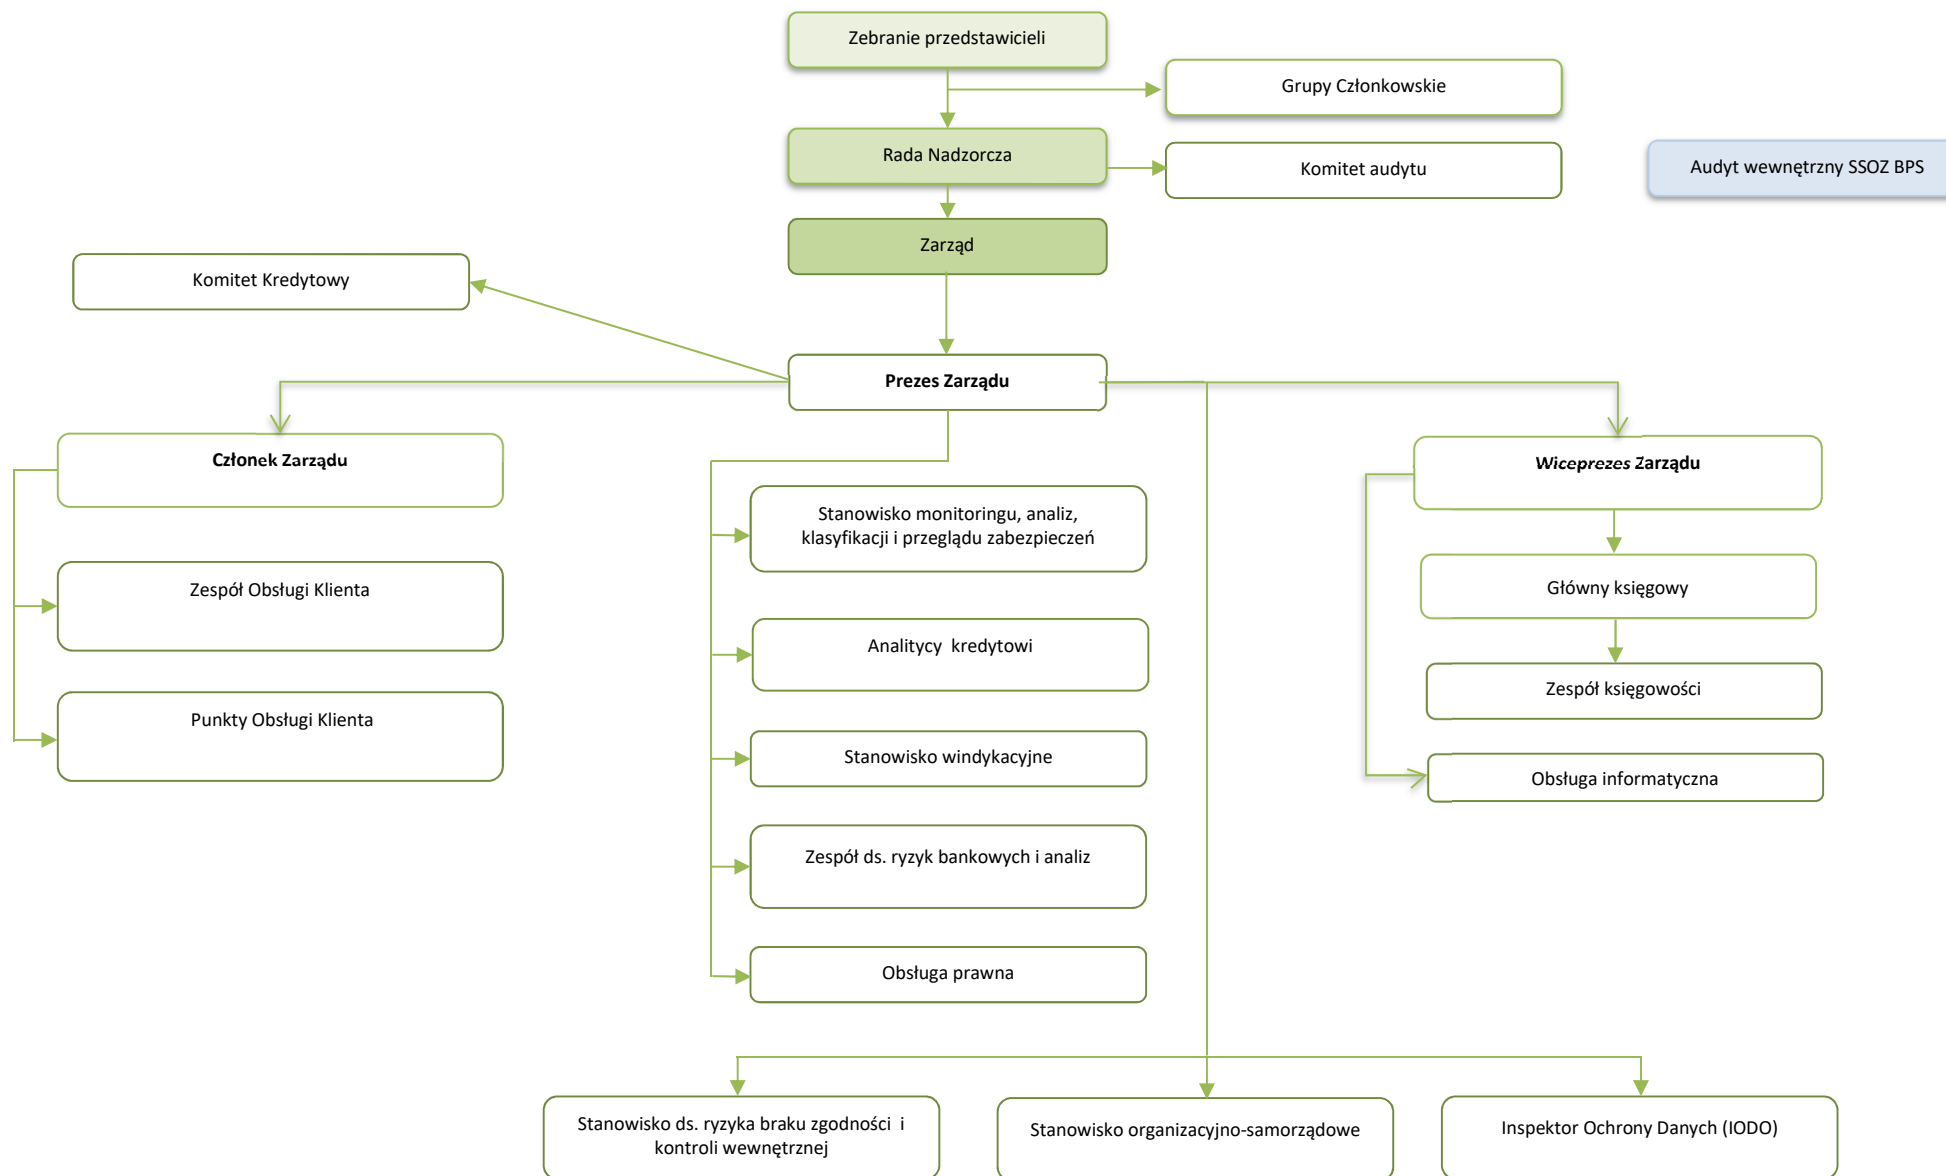 Zebranie przedstawicieli
Grupy Członkowskie
Rada Nadzorcza
Komitet audytu
Audyt wewnętrzny SSOZ BPS
Zarząd
Komitet Kredytowy
Prezes Zarządu
Członek Zarządu
Wiceprezes Zarządu
Stanowisko monitoringu, analiz,
klasyfikacji i przeglądu zabezpieczeń
Zespół Obsługi Klienta
Główny księgowy
Analitycy  kredytowi
Zespół księgowości
Punkty Obsługi Klienta
Stanowisko windykacyjne
Obsługa informatyczna
Zespół ds. ryzyk bankowych i analiz
Obsługa prawna
Stanowisko ds. ryzyka braku zgodności  i
kontroli wewnętrznej
Stanowisko organizacyjno-samorządowe
Inspektor Ochrony Danych (IODO)